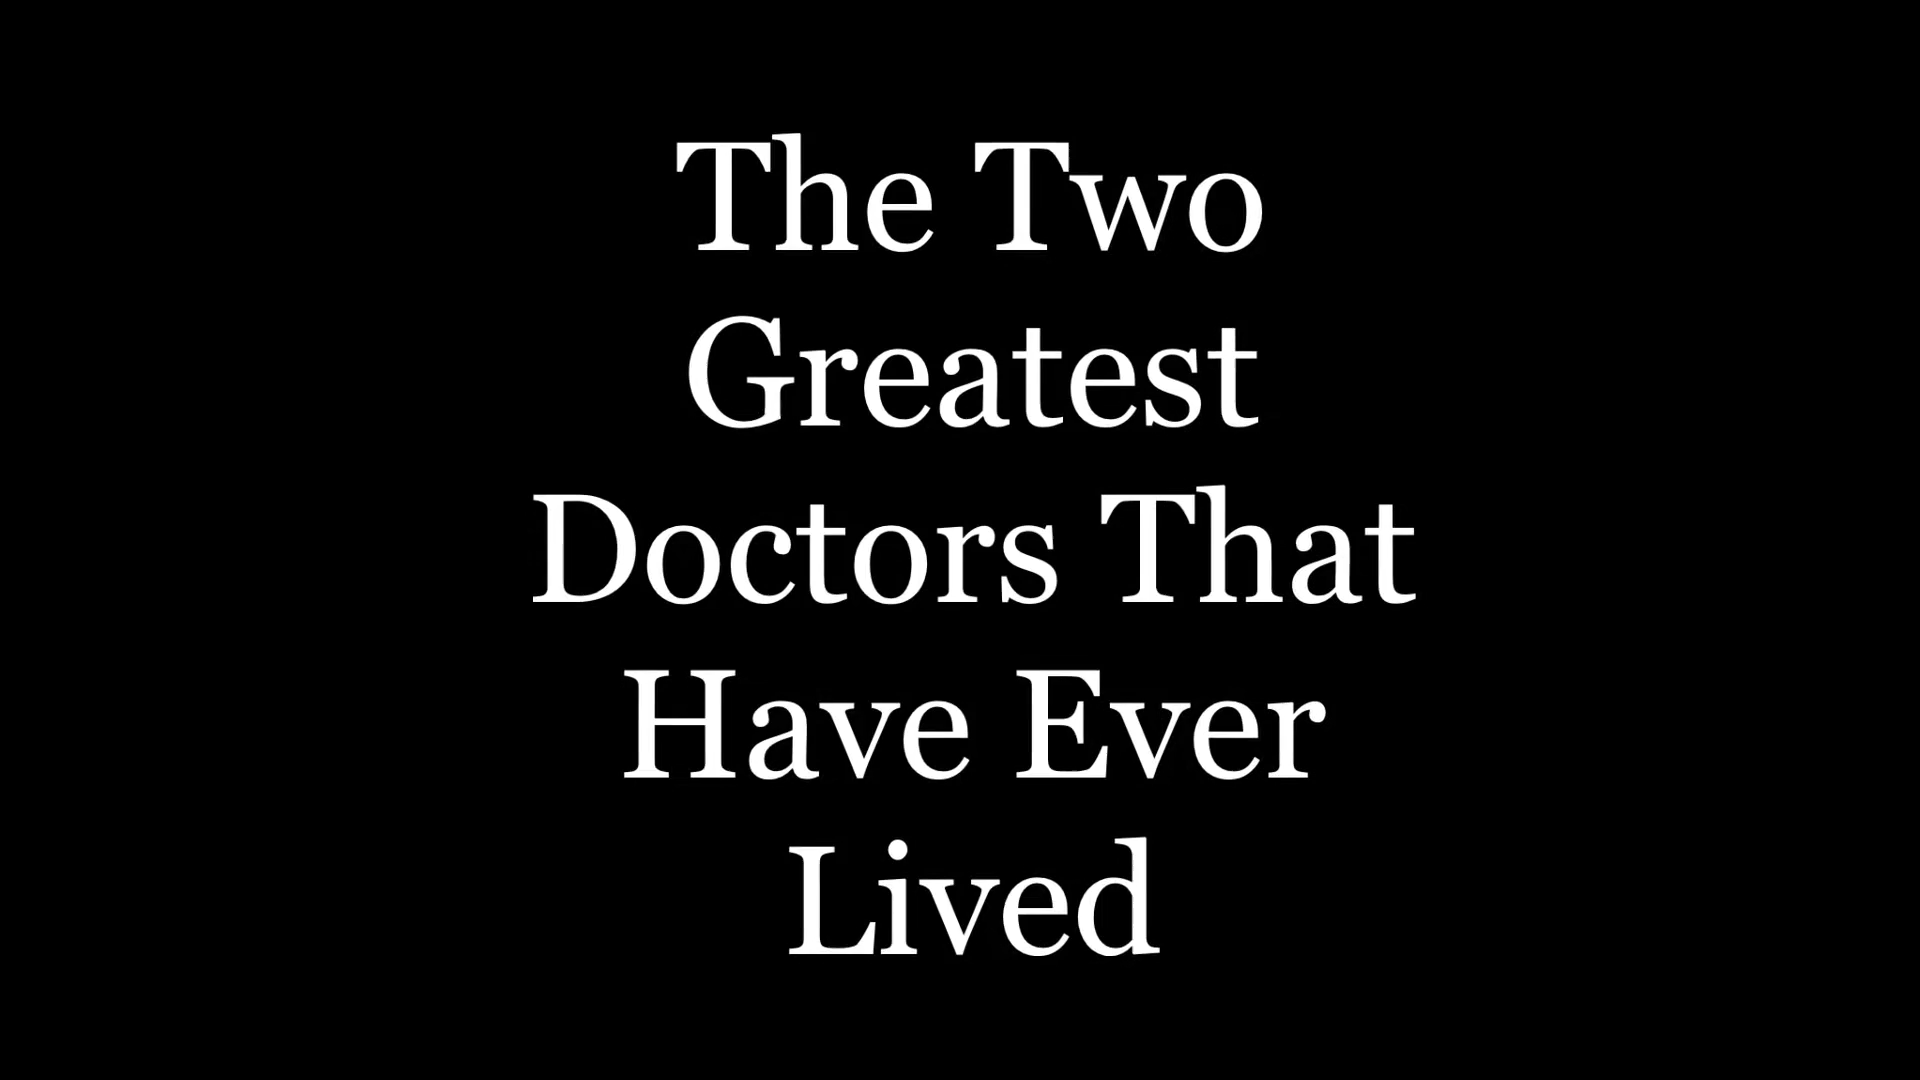 The Two
Greatest
Doctors That
Have Ever
Lived